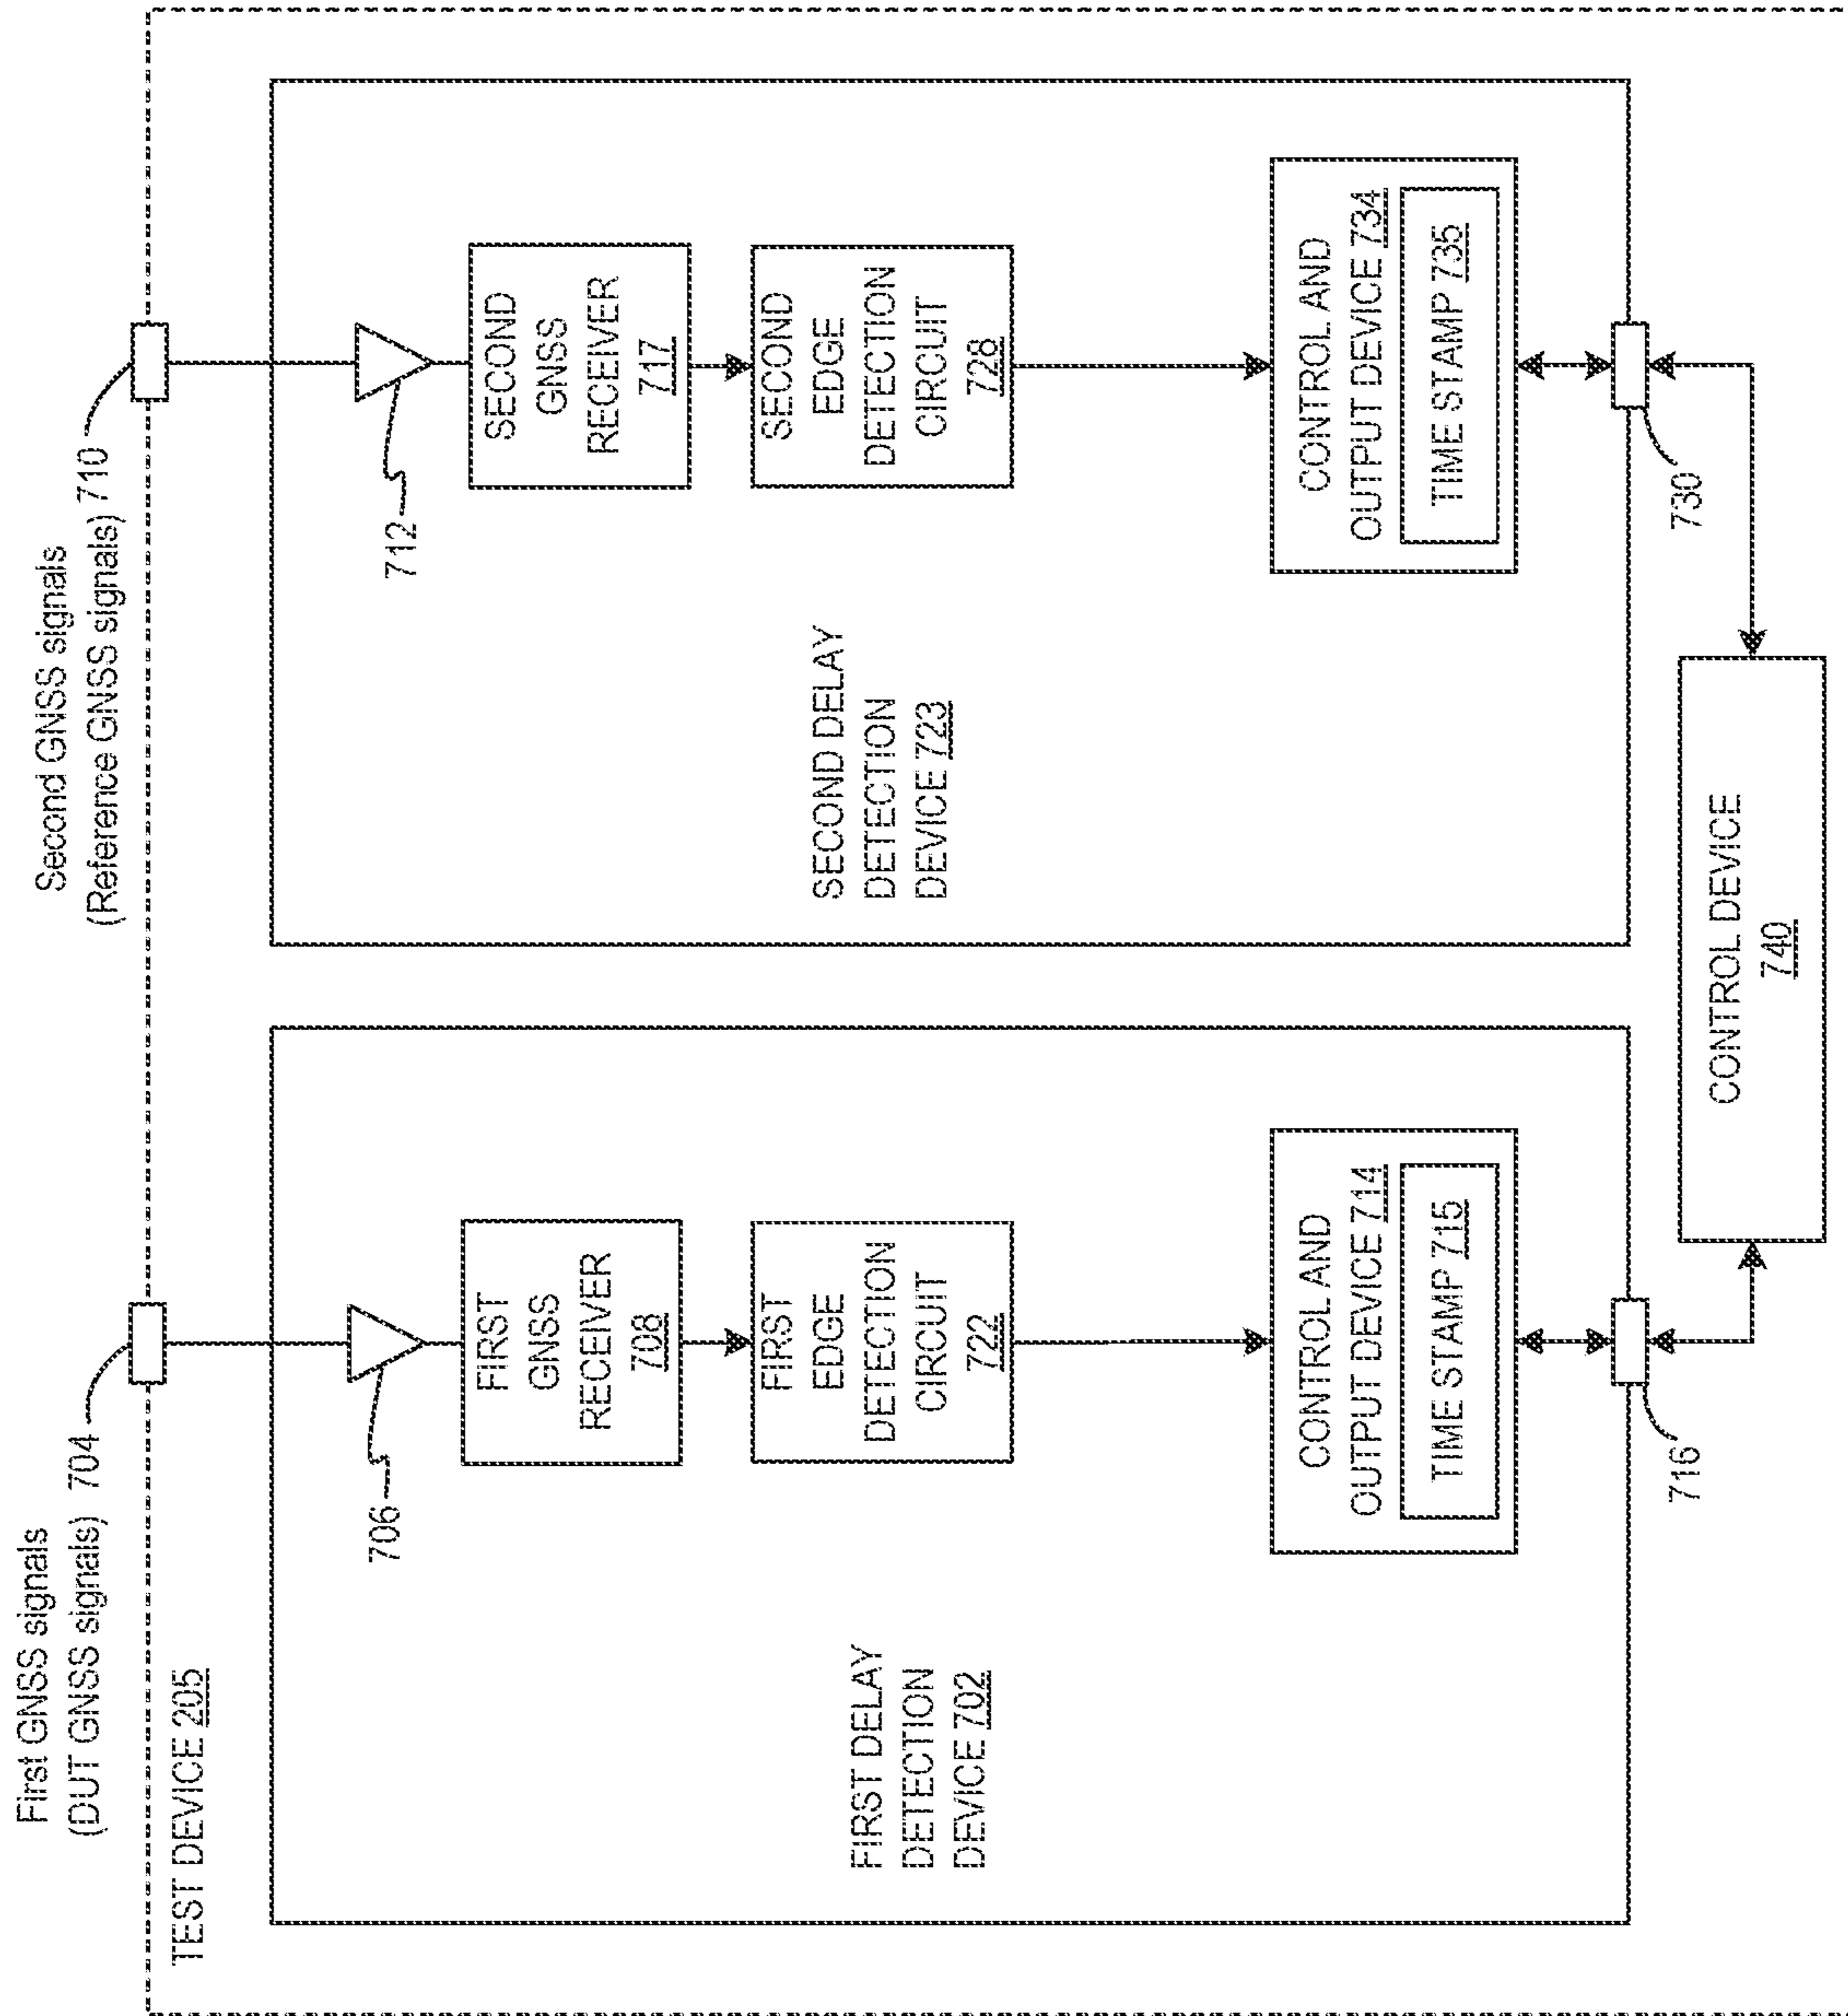 First GNSS signals
(DUT GNSS signals) 704
Second GNSS signals
(Reference GNSS signals) 710
TEST DEVICE 205
706
FIRST
GNSS
RECEIVER
708
FIRST
EDGE
DETECTION
CIRCUIT
722
FIRST DELAY
DETECTION
DEVICE 702
CONTROL AND
OUTPUT DEVICE 714
TIME STAMP 715
716
712
SECOND
GNSS
RECEIVER
717
SECOND
EDGE
DETECTION
CIRCUIT
728
SECOND DELAY
DETECTION
DEVICE 723
CONTROL AND
OUTPUT DEVICE 734
TIME STAMP 735
730
CONTROL DEVICE
740